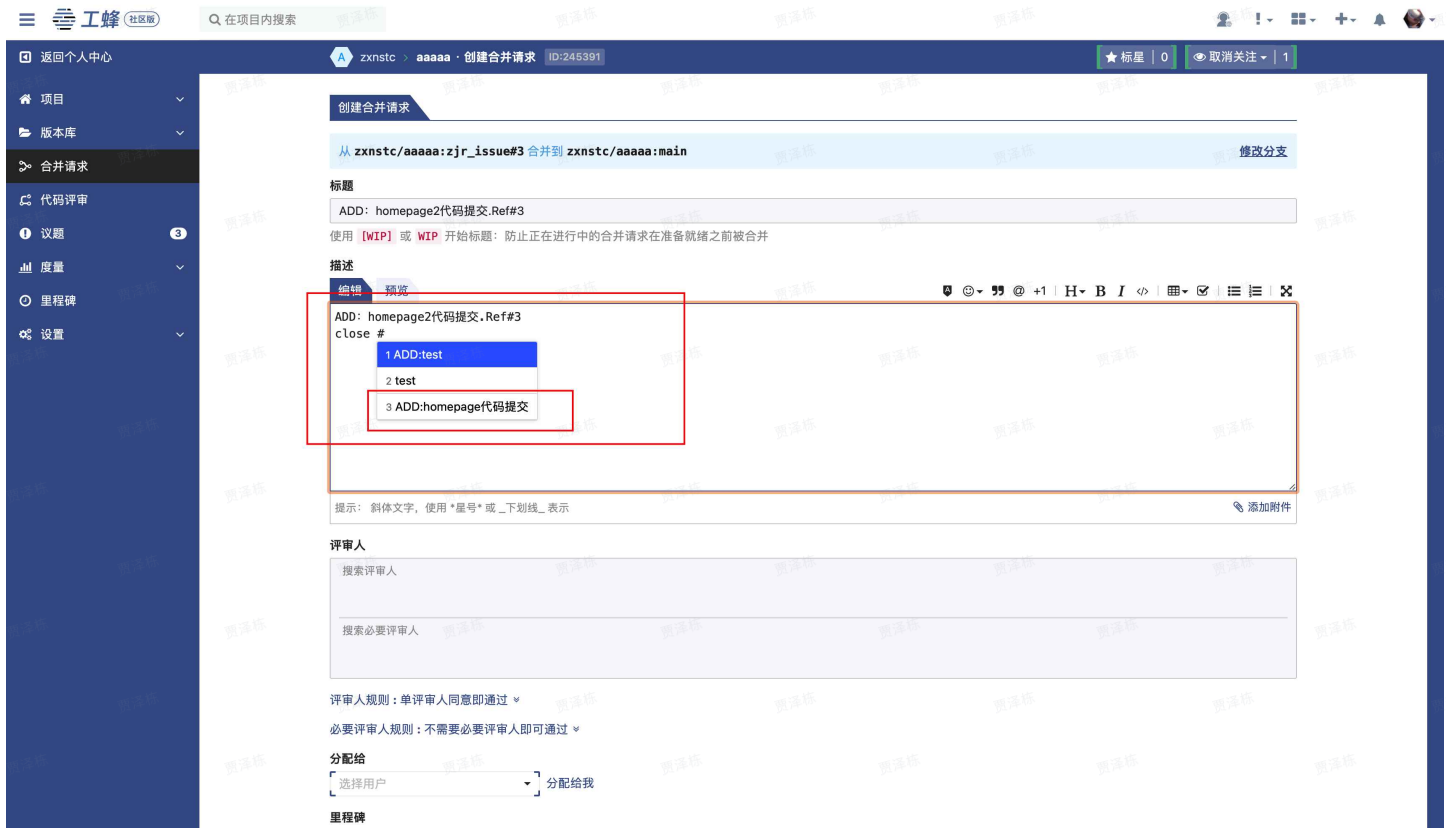 工蜂 社区版 在项目内搜索
返回个人中心 A zxnstc > aaaaa · 创建合并请求 ID:245391 标星 | 0 取消关注 | 1
项目
版本库
合并请求
代码评审
议题 3
度量
里程碑
设置
创建合并请求
从 zxnstc/aaaaa:zjr_issue#3 合并到 zxnstc/aaaaa:main 修改分支
标题
ADD: homepage2代码提交.Ref#3
使用 [WIP] 或 WIP 开始标题: 防止正在进行中的合并请求在准备就绪之前被合并
描述
编辑 预览 @ +1 H B I </>
ADD: homepage2代码提交.Ref#3
close #
1 ADD:test
2 test
3 ADD:homepage代码提交
提示: 斜体文字, 使用 *星号* 或 _下划线_ 表示 添加附件
评审人
搜索评审人
搜索必要评审人
评审人规则 : 单评审人同意即通过
必要评审人规则 : 不需要必要评审人即可通过
分配给
选择用户 分配给我
里程碑
贾泽栋